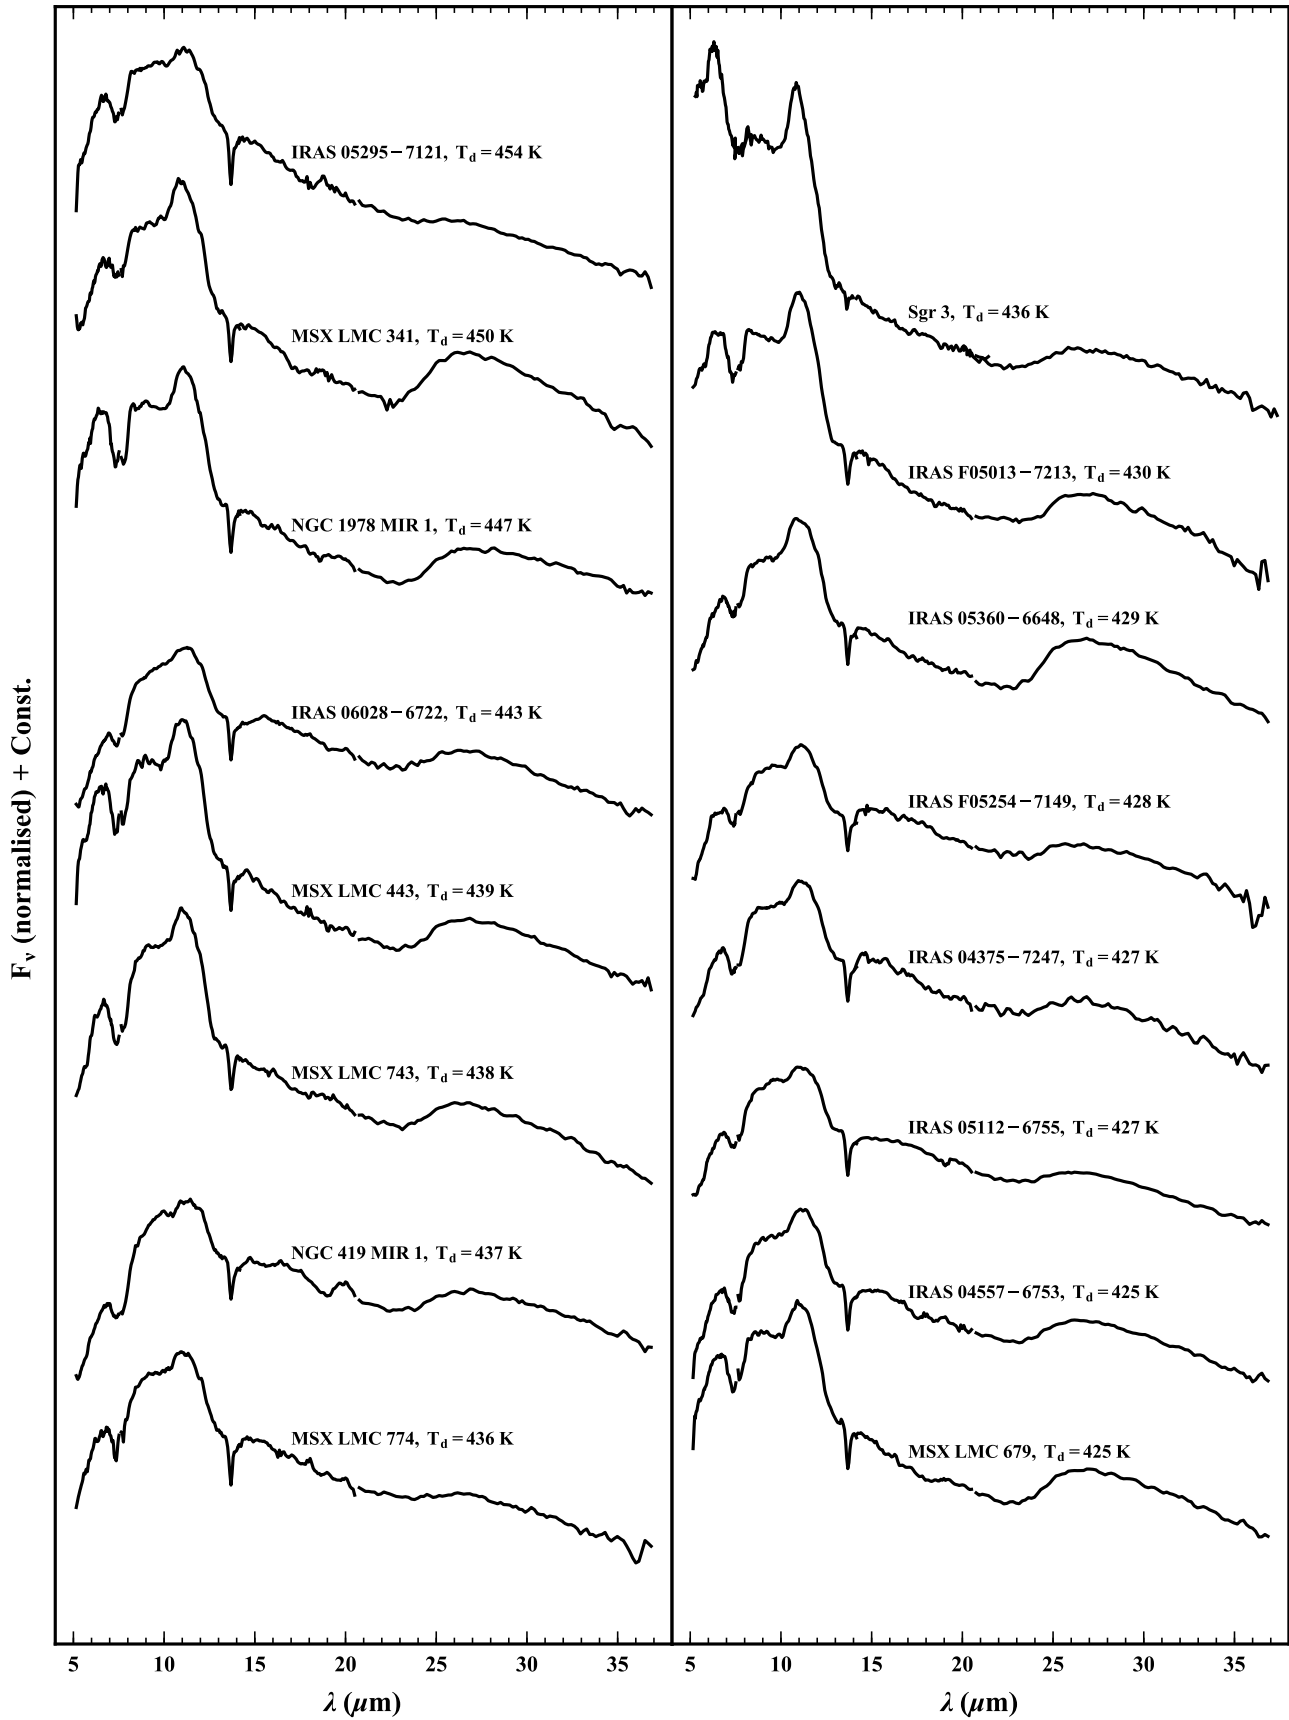 F_ν (normalised) + Const.
IRAS 05295−7121, T_d = 454 K
MSX LMC 341, T_d = 450 K
NGC 1978 MIR 1, T_d = 447 K
IRAS 06028−6722, T_d = 443 K
MSX LMC 443, T_d = 439 K
MSX LMC 743, T_d = 438 K
NGC 419 MIR 1, T_d = 437 K
MSX LMC 774, T_d = 436 K
5 10 15 20 25 30 35
λ (μm)
Sgr 3, T_d = 436 K
IRAS F05013−7213, T_d = 430 K
IRAS 05360−6648, T_d = 429 K
IRAS F05254−7149, T_d = 428 K
IRAS 04375−7247, T_d = 427 K
IRAS 05112−6755, T_d = 427 K
IRAS 04557−6753, T_d = 425 K
MSX LMC 679, T_d = 425 K
5 10 15 20 25 30 35
λ (μm)